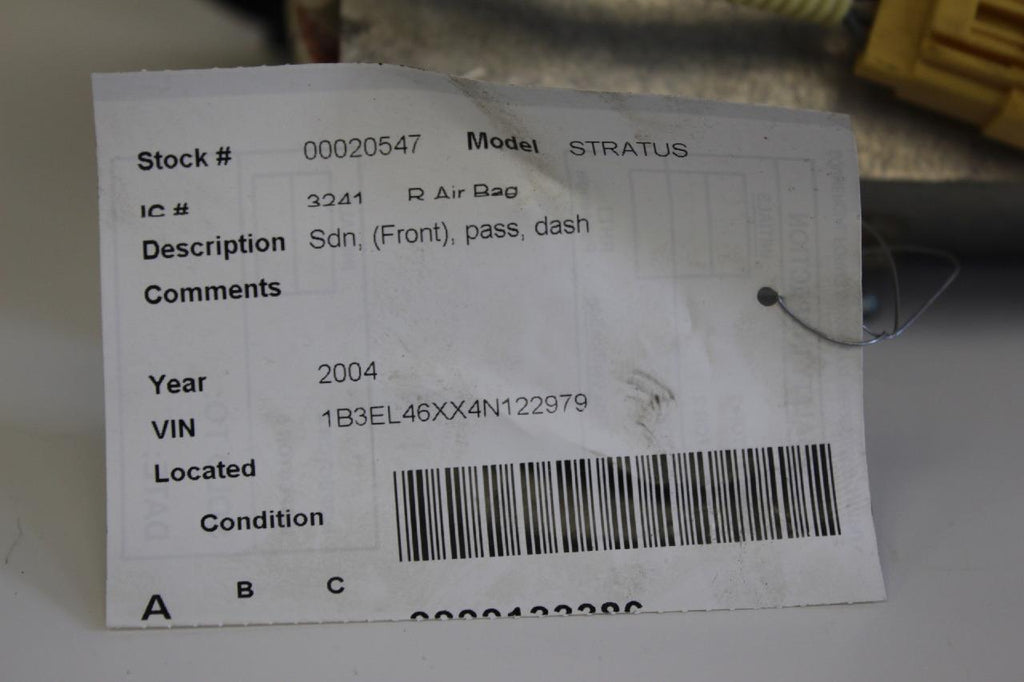 Stock # 00020547 Model STRATUS
IC # 3241 R Air Bag
Description Sdn, (Front), pass, dash
Comments
Year 2004
VIN 1B3EL46XX4N122979
Located
Condition
A B C